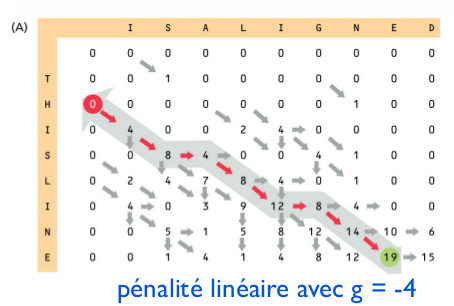 (A) I S A L I G N E D
0 0 0 0 0 0 0 0 0 0
T 0 0 1 0 0 0 0 0 0 0
H 0 0 0 0 0 0 0 1 0 0
I 0 4 0 0 2 4 0 0 0 0
S 0 0 8 4 0 0 4 1 0 0
L 0 2 4 7 8 4 0 1 0 0
I 0 4 0 3 9 12 8 4 0 0
N 0 0 5 1 5 8 12 14 10 6
E 0 0 1 4 1 4 8 12 19 15
pénalité linéaire avec g = -4